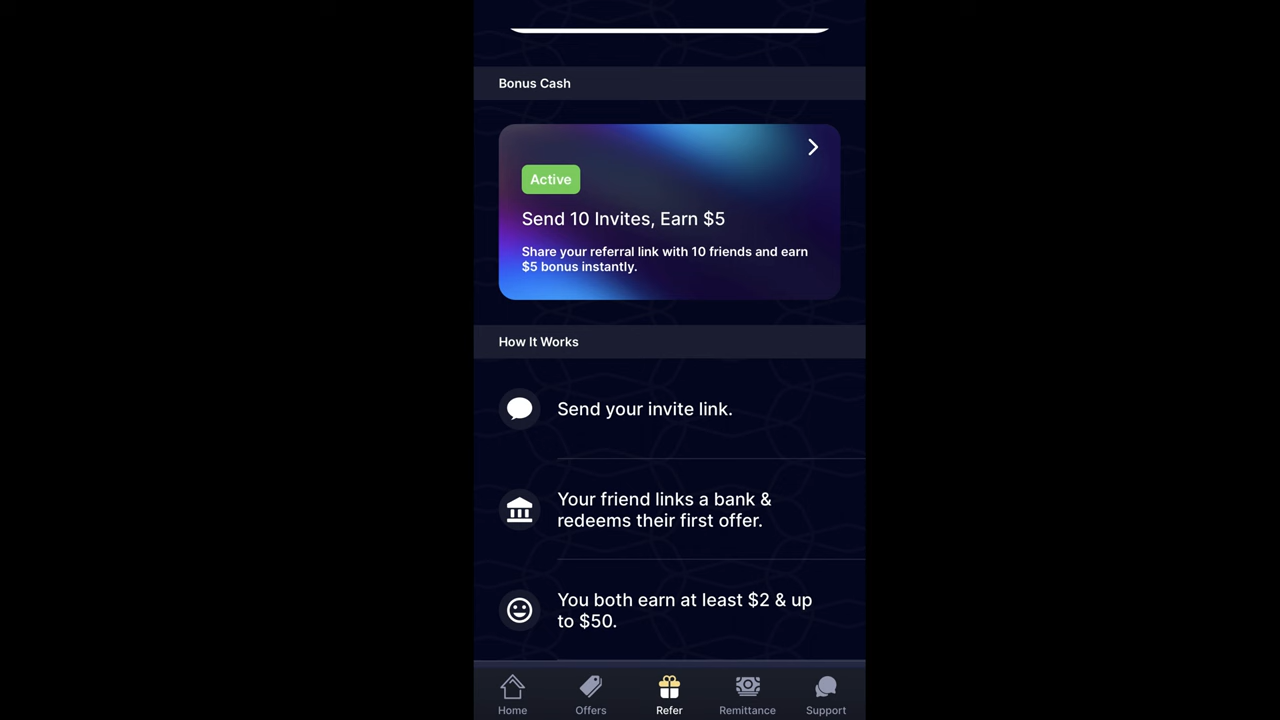 Bonus Cash
Active
Send 10 Invites, Earn $5
Share your referral link with 10 friends and earn
$5 bonus instantly.
How It Works
Send your invite link.
Your friend links a bank &
redeems their first offer.
You both earn at least $2 & up
to $50.
Home
Offers
Refer
Remittance
Support